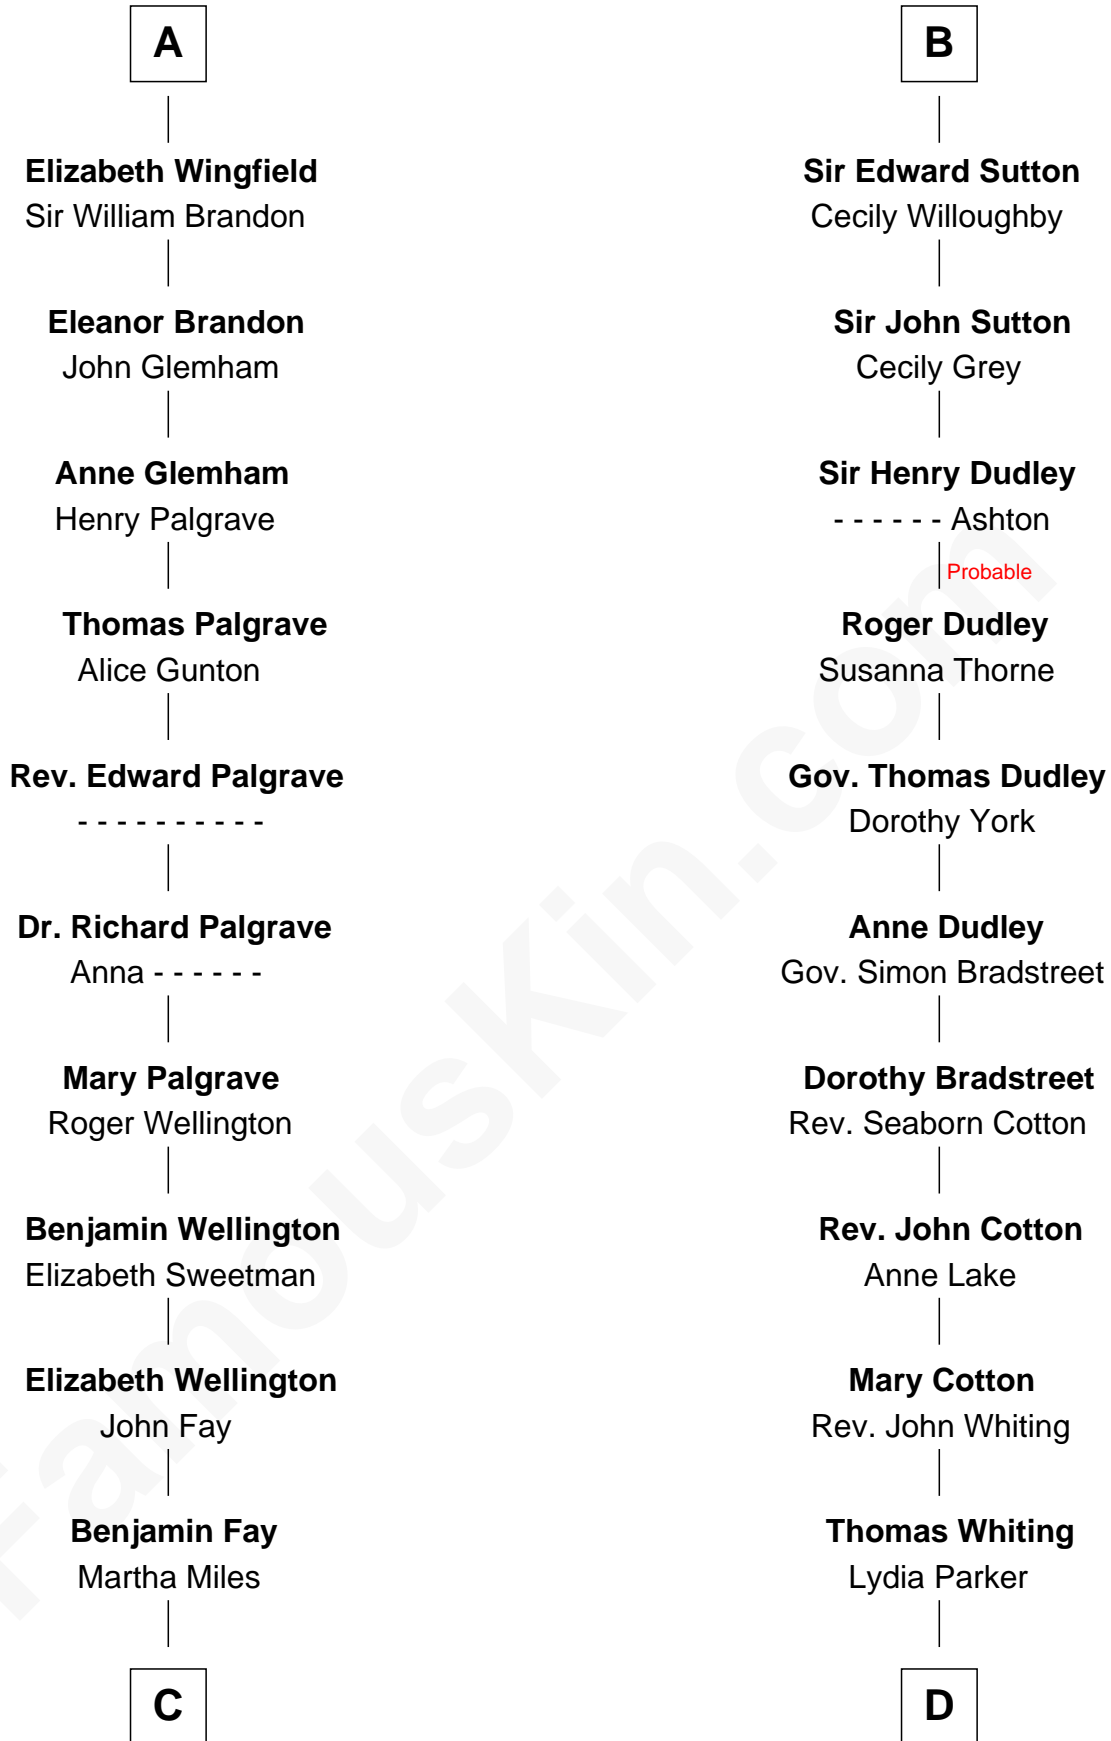 A
Elizabeth Wingfield
Sir William Brandon
Eleanor Brandon
John Glemham
Anne Glemham
Henry Palgrave
Thomas Palgrave
Alice Gunton
Rev. Edward Palgrave
- - - - - - - - - -
Dr. Richard Palgrave
Anna - - - - - -
Mary Palgrave
Roger Wellington
Benjamin Wellington
Elizabeth Sweetman
Elizabeth Wellington
John Fay
Benjamin Fay
Martha Miles
C
B
Sir Edward Sutton
Cecily Willoughby
Sir John Sutton
Cecily Grey
Sir Henry Dudley
- - - - - - Ashton
Probable
Roger Dudley
Susanna Thorne
Gov. Thomas Dudley
Dorothy York
Anne Dudley
Gov. Simon Bradstreet
Dorothy Bradstreet
Rev. Seaborn Cotton
Rev. John Cotton
Anne Lake
Mary Cotton
Rev. John Whiting
Thomas Whiting
Lydia Parker
D
FamousKin.com